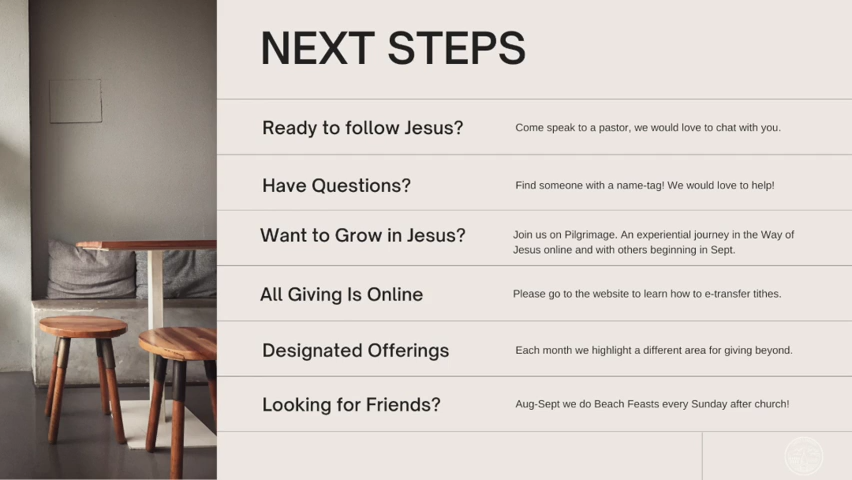 NEXT STEPS
Ready to follow Jesus?
Come speak to a pastor, we would love to chat with you.
Have Questions?
Find someone with a name-tag! We would love to help!
Want to Grow in Jesus?
Join us on Pilgrimage. An experiential journey in the Way of
Jesus online and with others beginning in Sept.
All Giving Is Online
Please go to the website to learn how to e-transfer tithes.
Designated Offerings
Each month we highlight a different area for giving beyond.
Looking for Friends?
Aug-Sept we do Beach Feasts every Sunday after church!